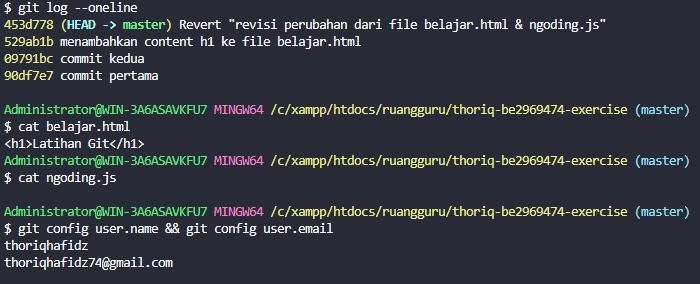 $ git log --oneline
453d778 (HEAD -> master) Revert "revisi perubahan dari file belajar.html & ngoding.js"
529ab1b menambahkan content h1 ke file belajar.html
09791bc commit kedua
90df7e7 commit pertama
Administrator@WIN-3A6ASAVKFU7 MINGW64 /c/xampp/htdocs/ruangguru/thoriq-be2969474-exercise (master)
$ cat belajar.html
<h1>Latihan Git</h1>
Administrator@WIN-3A6ASAVKFU7 MINGW64 /c/xampp/htdocs/ruangguru/thoriq-be2969474-exercise (master)
$ cat ngoding.js
Administrator@WIN-3A6ASAVKFU7 MINGW64 /c/xampp/htdocs/ruangguru/thoriq-be2969474-exercise (master)
$ git config user.name && git config user.email
thoriqhafidz
thoriqhafidz74@gmail.com